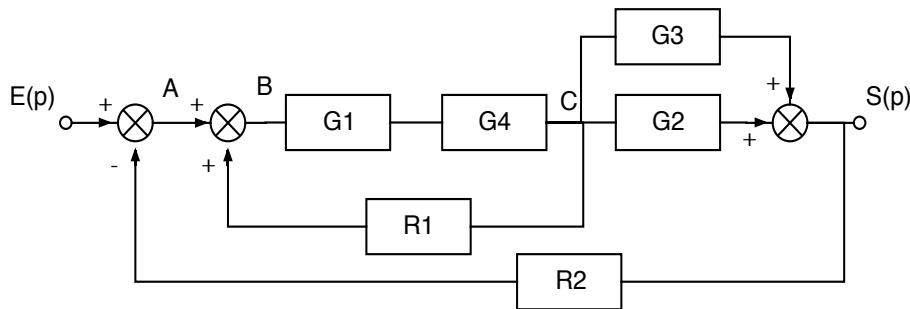 G3
E(p) + A + B C + S(p)
G1 G4 G2 +
- +
R1
R2